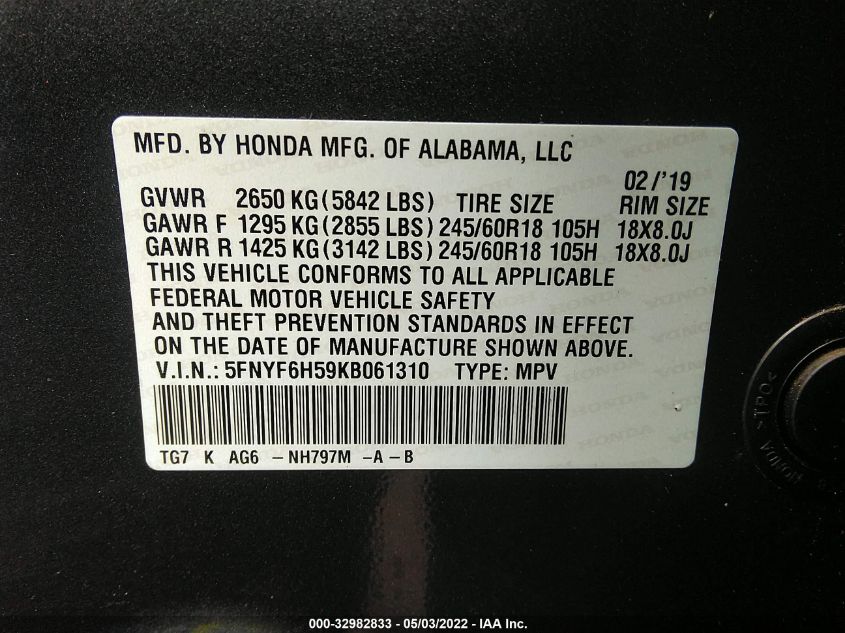 MFD. BY HONDA MFG. OF ALABAMA, LLC
02/'19
GVWR 2650 KG(5842 LBS) TIRE SIZE RIM SIZE
GAWR F 1295 KG(2855 LBS) 245/60R18 105H 18X8.0J
GAWR R 1425 KG(3142 LBS) 245/60R18 105H 18X8.0J
THIS VEHICLE CONFORMS TO ALL APPLICABLE
FEDERAL MOTOR VEHICLE SAFETY
AND THEFT PREVENTION STANDARDS IN EFFECT
ON THE DATE OF MANUFACTURE SHOWN ABOVE.
V.I.N.: 5FNYF6H59KB061310 TYPE: MPV
TG7 K AG6 -NH797M -A -B
>TPO<
HONDA
000-32982833 - 05/03/2022 - IAA Inc.